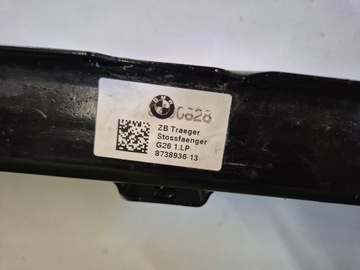 0628
ZB Traeger
Stossfaenger
G26 1.LP
8738936-13